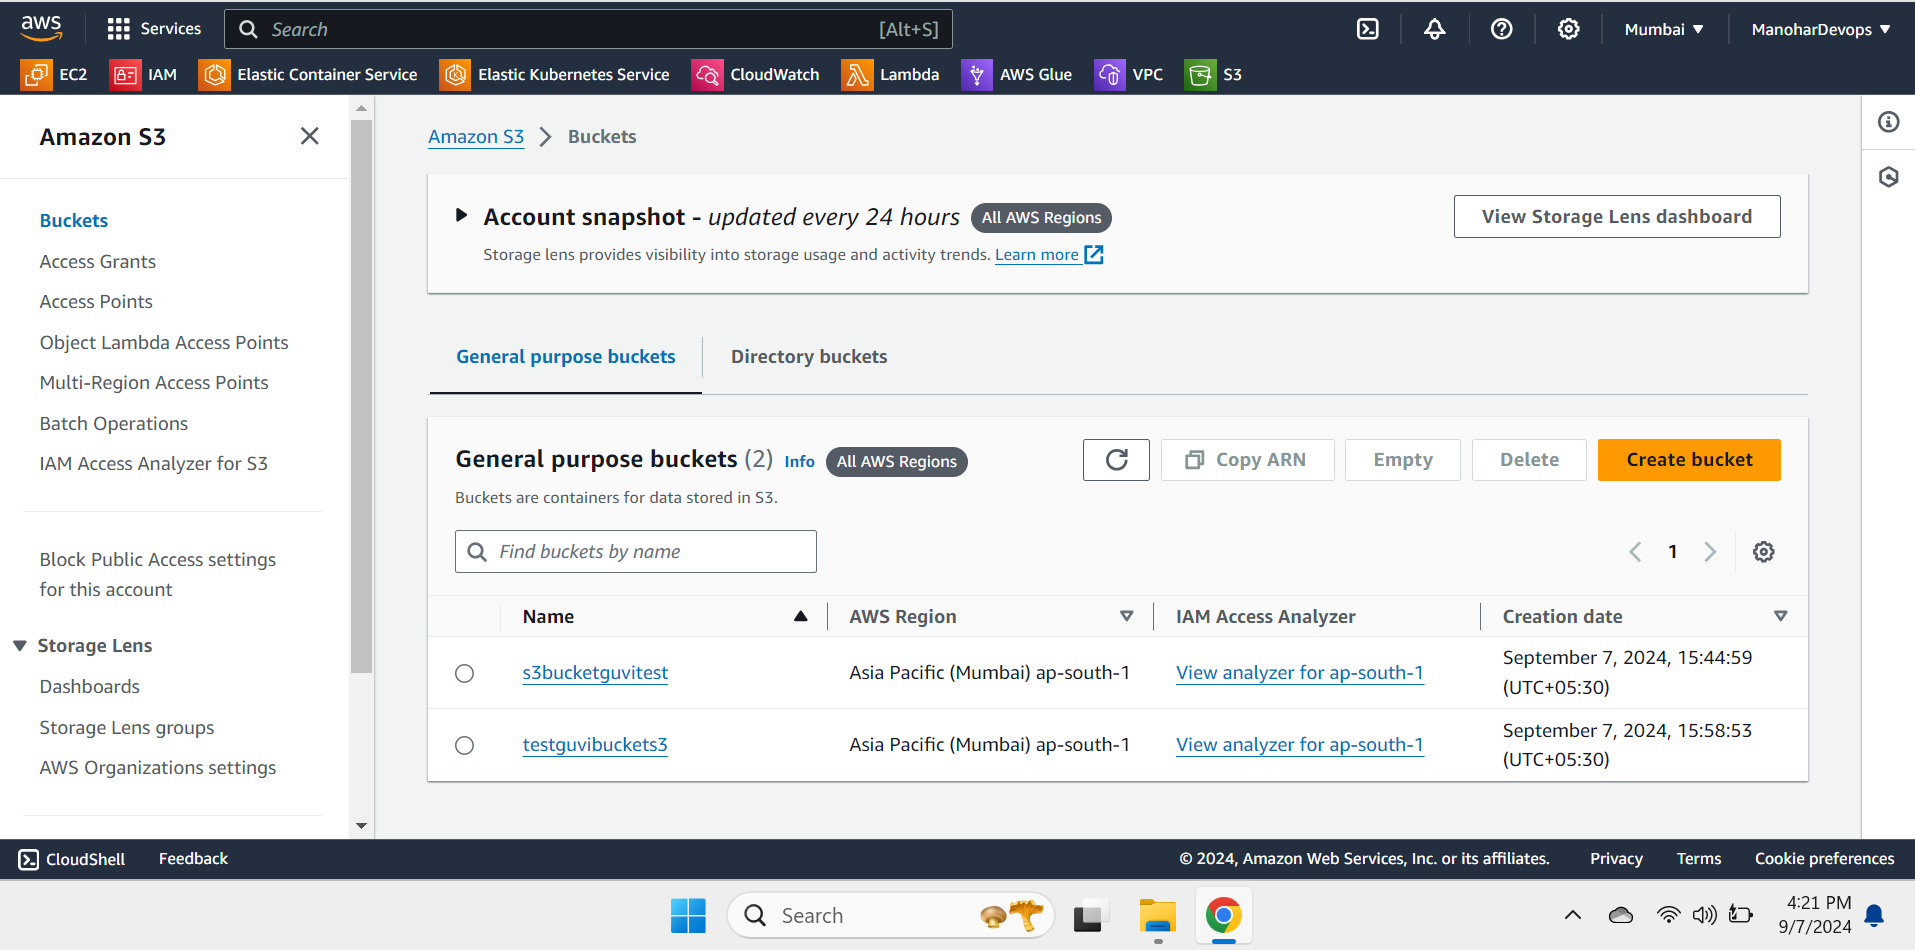 aws
Services
Search
[Alt+S]
Mumbai
ManoharDevops
EC2
IAM
Elastic Container Service
Elastic Kubernetes Service
CloudWatch
Lambda
AWS Glue
VPC
S3
Amazon S3
Buckets
Access Grants
Access Points
Object Lambda Access Points
Multi-Region Access Points
Batch Operations
IAM Access Analyzer for S3
Block Public Access settings
for this account
Storage Lens
Dashboards
Storage Lens groups
AWS Organizations settings
Amazon S3
Buckets
Account snapshot - updated every 24 hours
All AWS Regions
View Storage Lens dashboard
Storage lens provides visibility into storage usage and activity trends. Learn more
General purpose buckets
Directory buckets
General purpose buckets (2)
Info
All AWS Regions
Copy ARN
Empty
Delete
Create bucket
Buckets are containers for data stored in S3.
Find buckets by name
1
Name
AWS Region
IAM Access Analyzer
Creation date
s3bucketguvitest
Asia Pacific (Mumbai) ap-south-1
View analyzer for ap-south-1
September 7, 2024, 15:44:59
(UTC+05:30)
testguvibuckets3
Asia Pacific (Mumbai) ap-south-1
View analyzer for ap-south-1
September 7, 2024, 15:58:53
(UTC+05:30)
CloudShell
Feedback
© 2024, Amazon Web Services, Inc. or its affiliates.
Privacy
Terms
Cookie preferences
Search
4:21 PM
9/7/2024